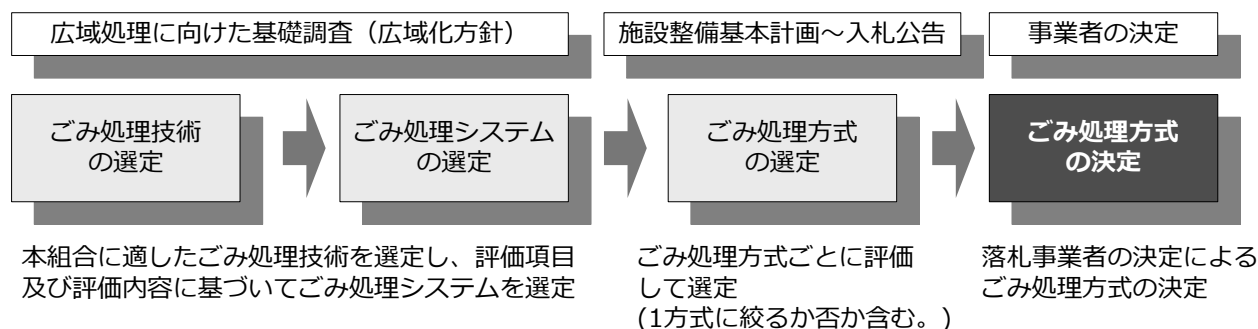 広域処理に向けた基礎調査（広域化方針）
施設整備基本計画～入札公告
事業者の決定
ごみ処理技術
の選定
ごみ処理システム
の選定
ごみ処理方式
の選定
ごみ処理方式
の決定
本組合に適したごみ処理技術を選定し、評価項目
及び評価内容に基づいてごみ処理システムを選定
ごみ処理方式ごとに評価
して選定
(1方式に絞るか否か含む。)
落札事業者の決定による
ごみ処理方式の決定